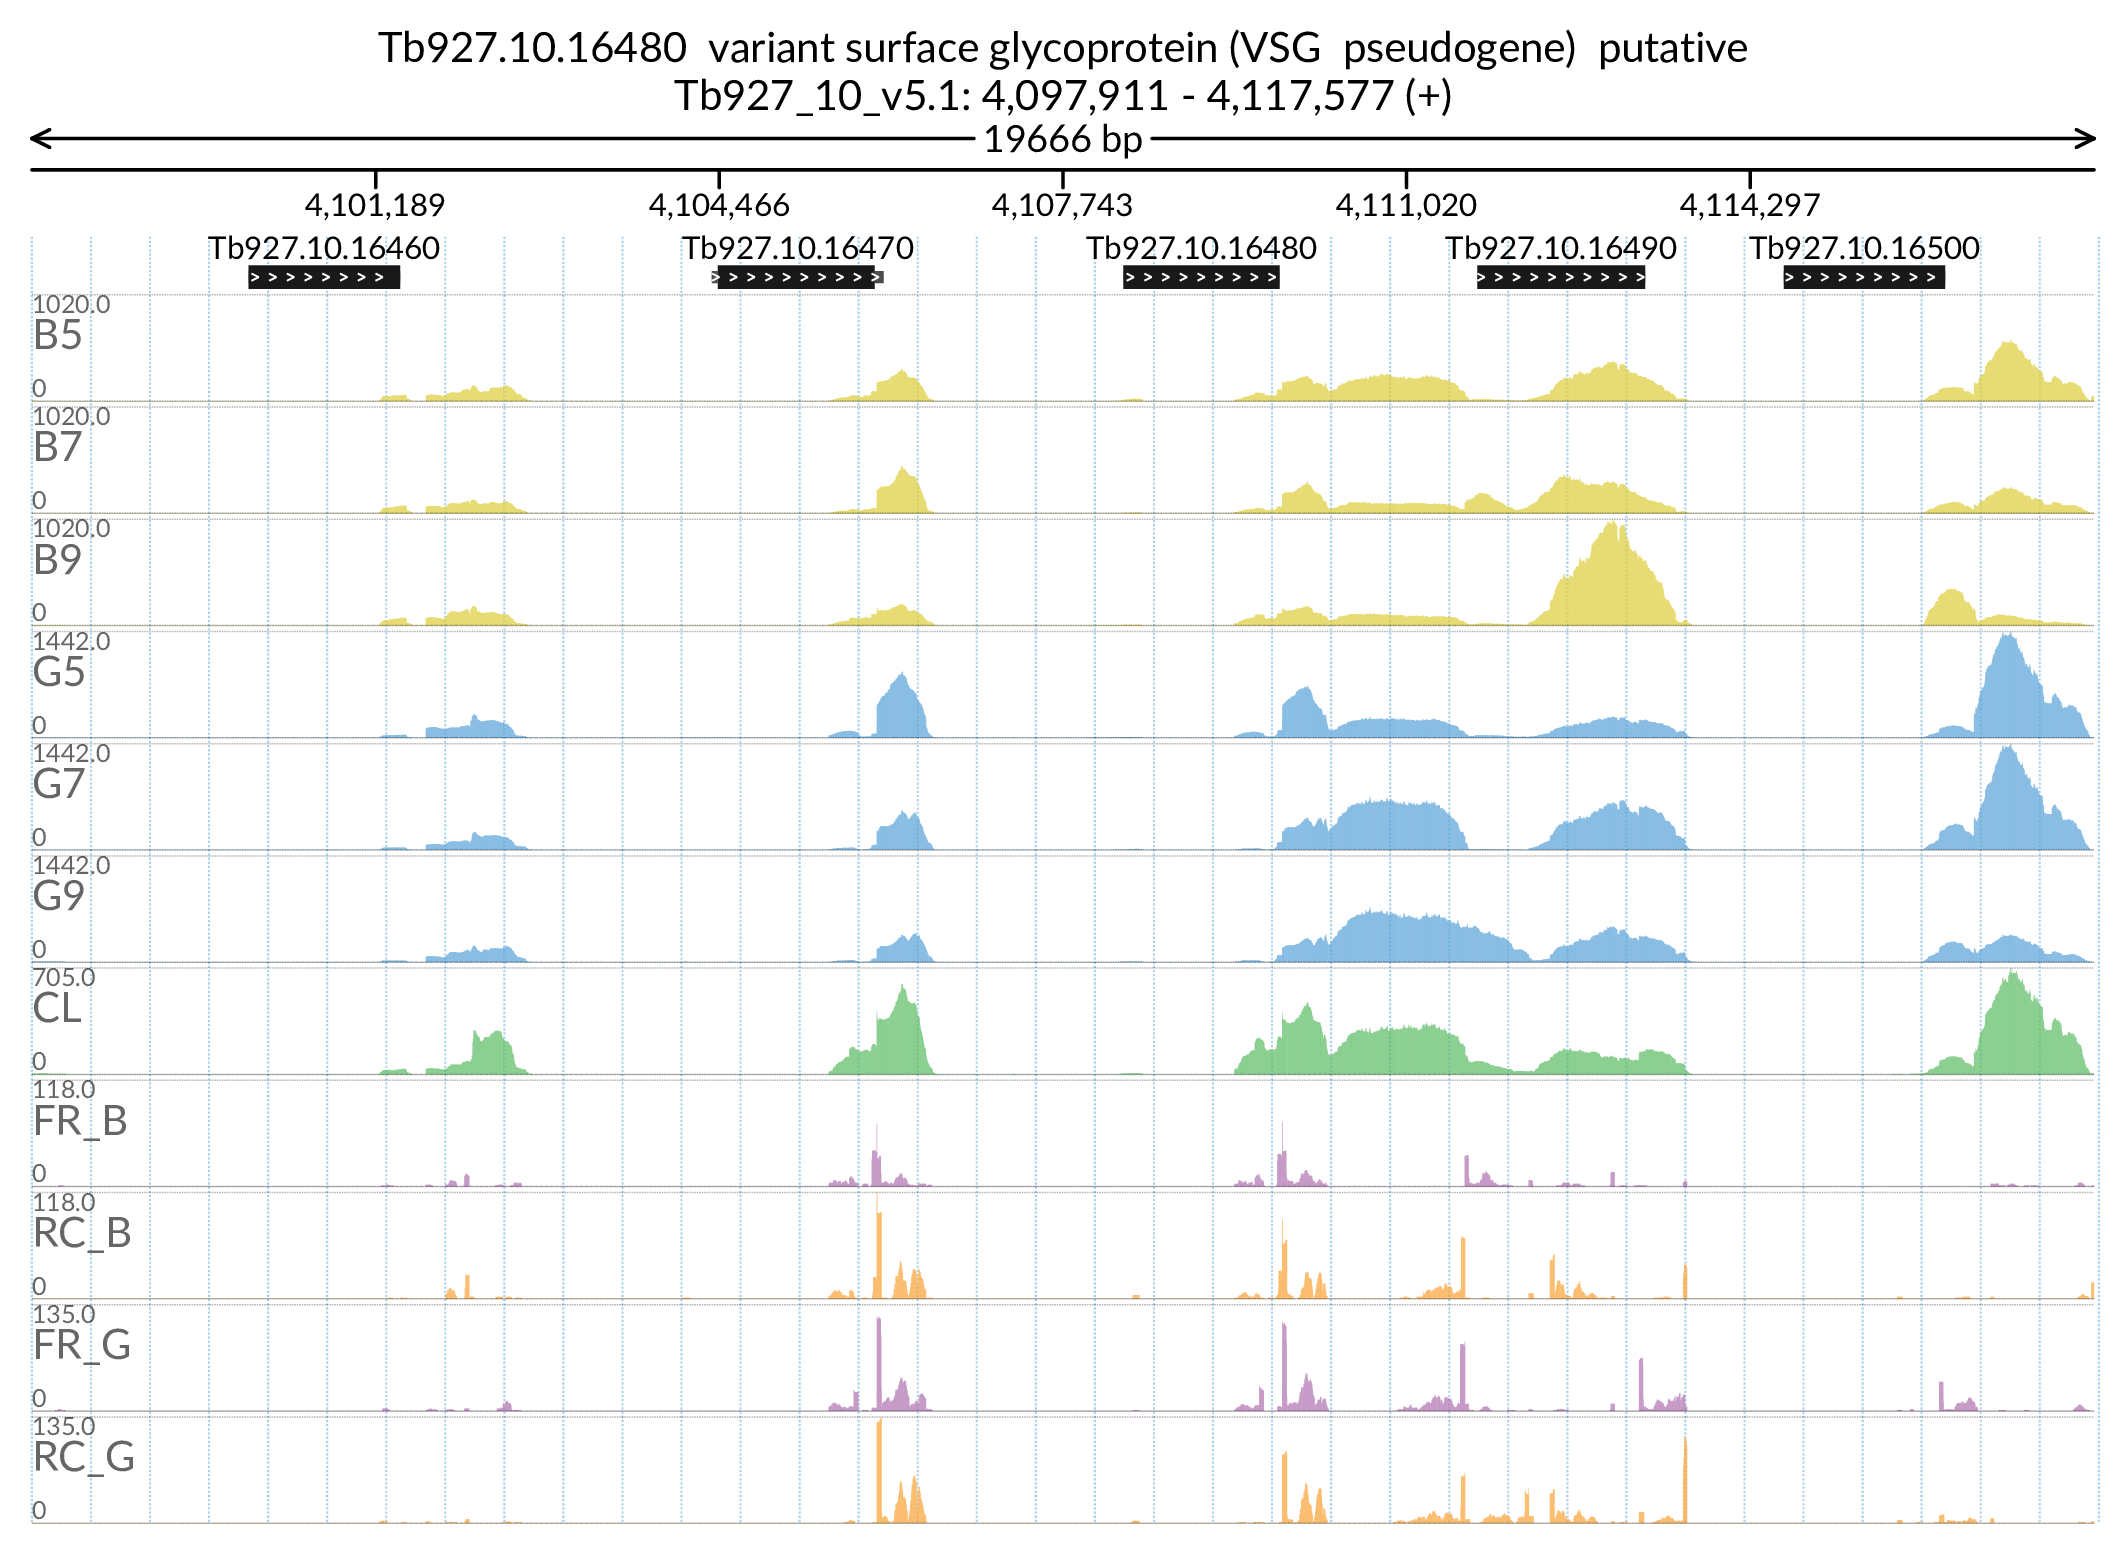 Tb927.10.16480  variant surface glycoprotein (VSG  pseudogene)  putative
Tb927_10_v5.1: 4,097,911 - 4,117,577 (+)
19666 bp
4,101,189 4,104,466 4,107,743 4,111,020 4,114,297
Tb927.10.16460 Tb927.10.16470 Tb927.10.16480 Tb927.10.16490 Tb927.10.16500
1020.0
B5
0
1020.0
B7
0
1020.0
B9
0
1442.0
G5
0
1442.0
G7
0
1442.0
G9
0
705.0
CL
0
118.0
FR_B
0
118.0
RC_B
0
135.0
FR_G
0
135.0
RC_G
0